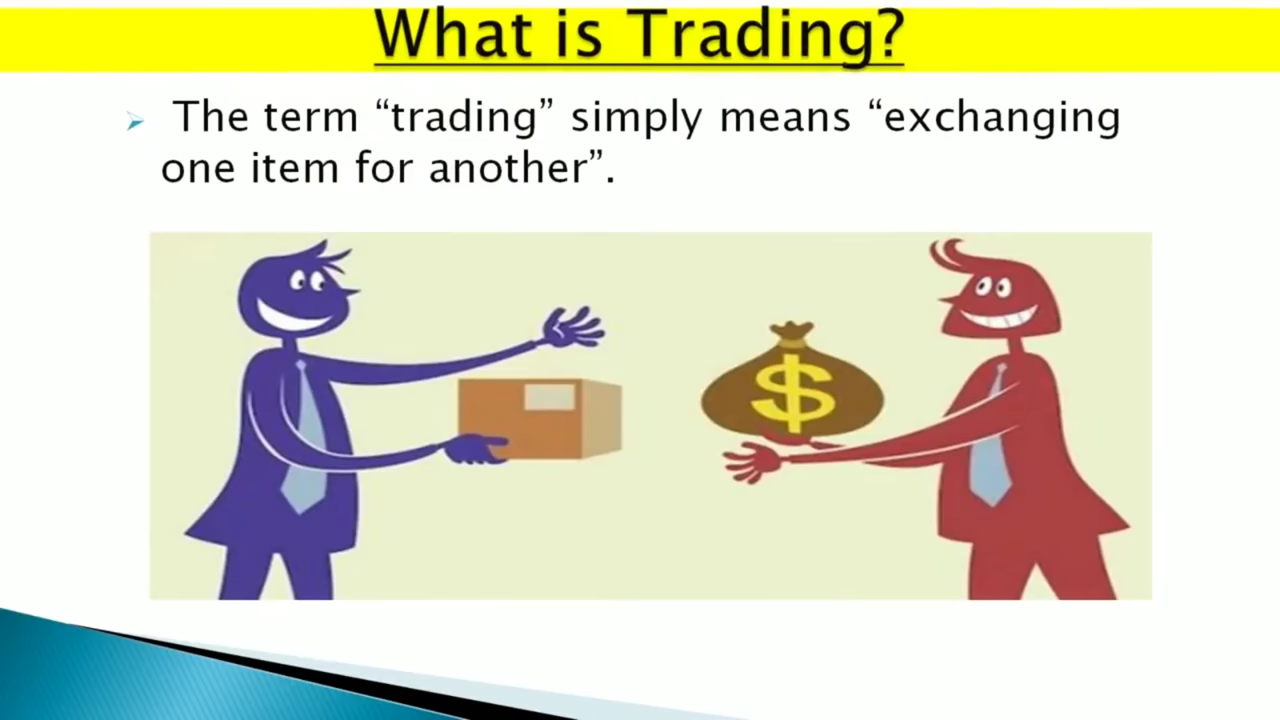 What is Trading?
The term “trading” simply means “exchanging
one item for another”.
$